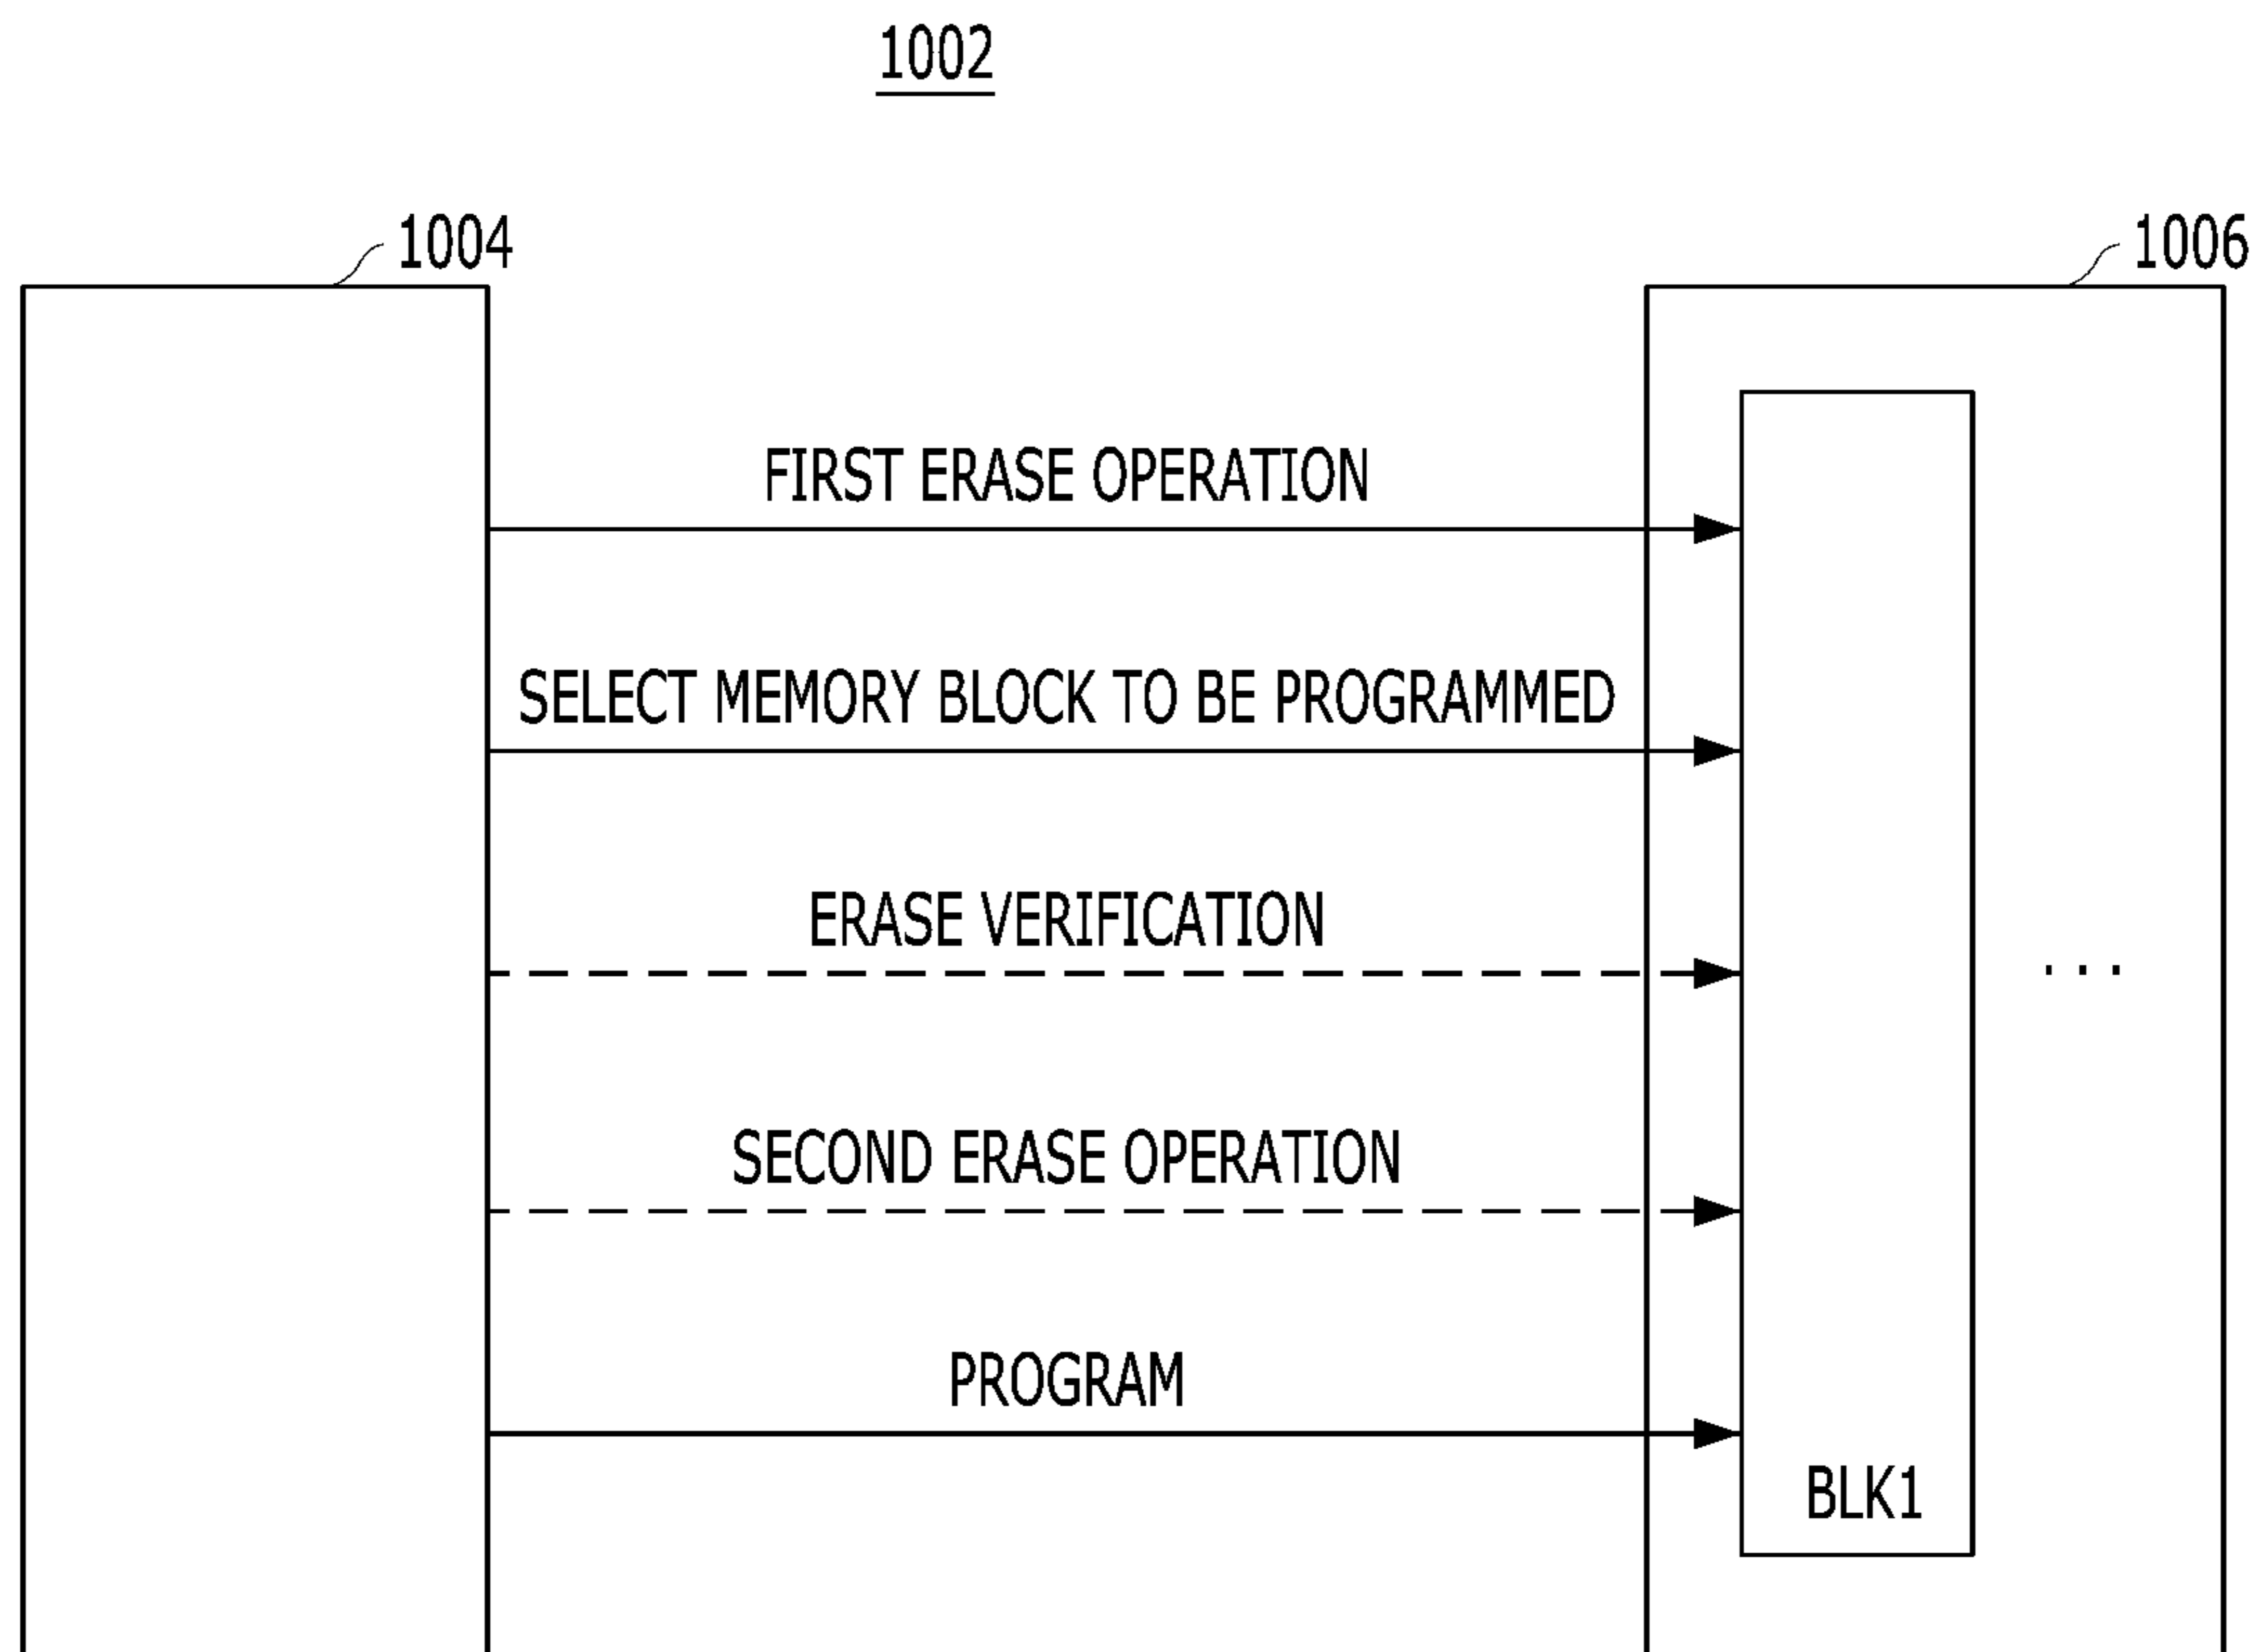 1002
1004
1006
FIRST ERASE OPERATION
SELECT MEMORY BLOCK TO BE PROGRAMMED
ERASE VERIFICATION
. . .
SECOND ERASE OPERATION
PROGRAM
BLK1